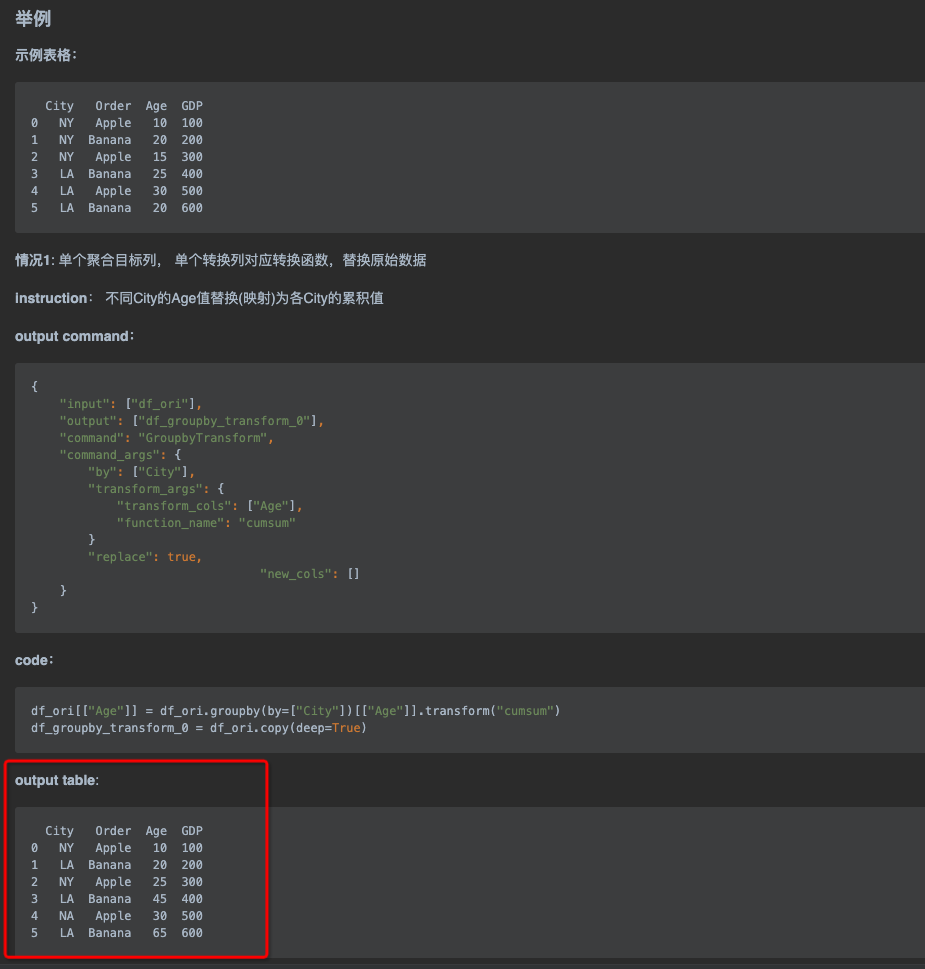 举例
示例表格：
City Order Age GDP
0 NY Apple 10 100
1 NY Banana 20 200
2 NY Apple 15 300
3 LA Banana 25 400
4 LA Apple 30 500
5 LA Banana 20 600
情况1: 单个聚合目标列， 单个转换列对应转换函数，替换原始数据
instruction： 不同City的Age值替换(映射)为各City的累积值
output command：
{
"input": ["df_ori"],
"output": ["df_groupby_transform_0"],
"command": "GroupbyTransform",
"command_args": {
"by": ["City"],
"transform_args": {
"transform_cols": ["Age"],
"function_name": "cumsum"
}
"replace": true,
"new_cols": []
}
}
code：
df_ori[["Age"]] = df_ori.groupby(by=["City"])[["Age"]].transform("cumsum")
df_groupby_transform_0 = df_ori.copy(deep=True)
output table:
City Order Age GDP
0 NY Apple 10 100
1 LA Banana 20 200
2 NY Apple 25 300
3 LA Banana 45 400
4 NA Apple 30 500
5 LA Banana 65 600